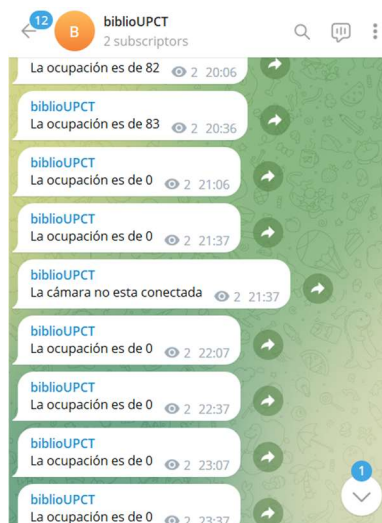 12
B
biblioUPCT
2 subscriptors
La ocupación es de 82 2 20:06
biblioUPCT
La ocupación es de 83 2 20:36
biblioUPCT
La ocupación es de 0 2 21:06
biblioUPCT
La ocupación es de 0 2 21:37
biblioUPCT
La cámara no esta conectada 2 21:37
biblioUPCT
La ocupación es de 0 2 22:07
biblioUPCT
La ocupación es de 0 2 22:37
biblioUPCT
La ocupación es de 0 2 23:07
1
biblioUPCT
La ocupación es de 0 2 23:37